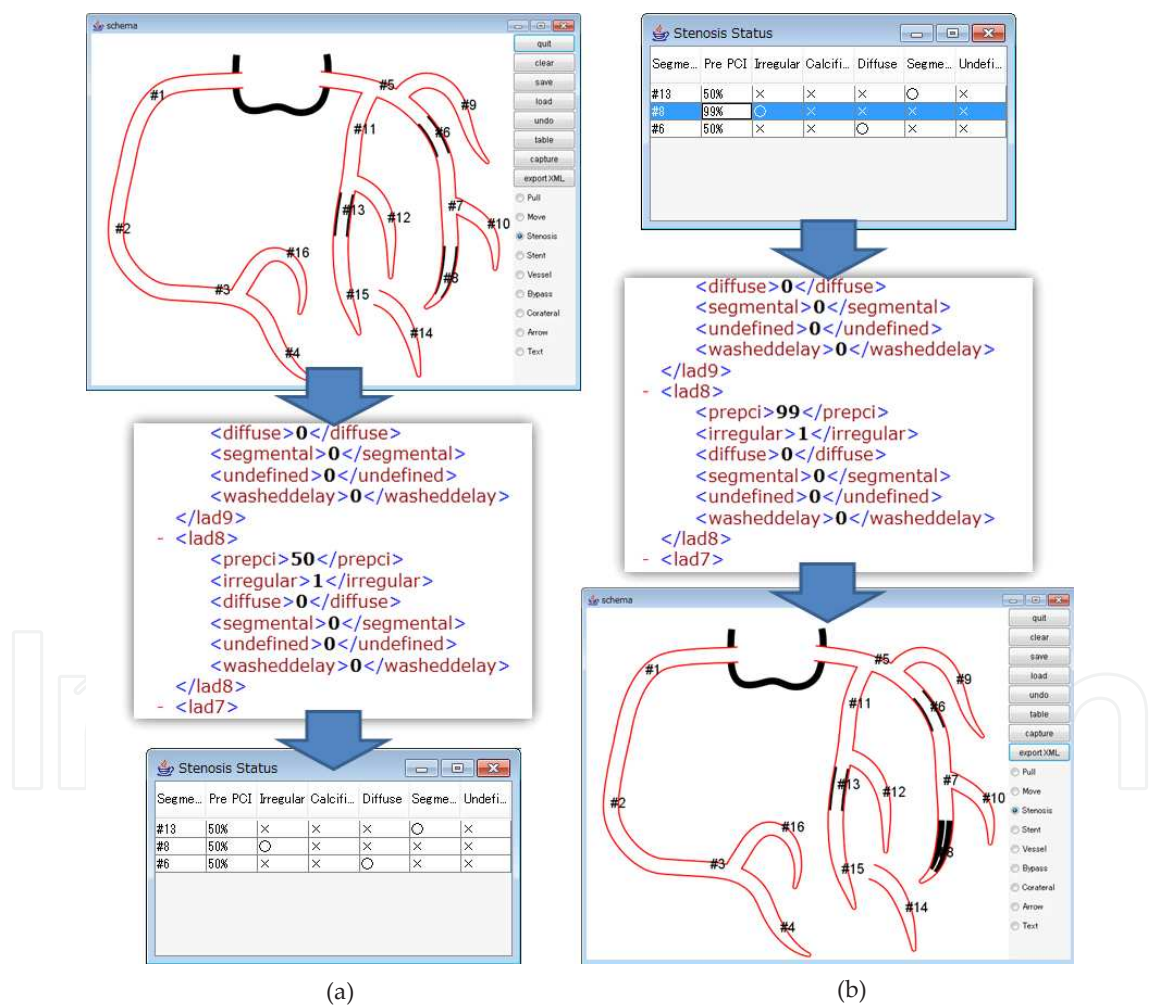 schema
quit
clear
save
load
undo
table
capture
export XML
Pull
Move
Stenosis
Stent
Vessel
Bypass
Corateral
Arrow
Text
#1
#5
#9
#6
#11
#13
#12
#7
#10
#2
#16
#8
#3
#15
#14
#4
<diffuse>0</diffuse>
<segmental>0</segmental>
<undefined>0</undefined>
<washeddelay>0</washeddelay>
</lad9>
- <lad8>
<prepci>50</prepci>
<irregular>1</irregular>
<diffuse>0</diffuse>
<segmental>0</segmental>
<undefined>0</undefined>
<washeddelay>0</washeddelay>
</lad8>
- <lad7>
Stenosis Status
Segme... Pre PCI Irregular Calcifi... Diffuse Segme... Undefi...
#13 50% × × × ○ ×
#8 50% ○ × × × ×
#6 50% × × ○ × ×
(a)
Stenosis Status
Segme... Pre PCI Irregular Calcifi... Diffuse Segme... Undefi...
#13 50% × × × ○ ×
#8 99% ○ × × × ×
#6 50% × × ○ × ×
<diffuse>0</diffuse>
<segmental>0</segmental>
<undefined>0</undefined>
<washeddelay>0</washeddelay>
</lad9>
- <lad8>
<prepci>99</prepci>
<irregular>1</irregular>
<diffuse>0</diffuse>
<segmental>0</segmental>
<undefined>0</undefined>
<washeddelay>0</washeddelay>
</lad8>
- <lad7>
schema
quit
clear
save
load
undo
table
capture
export XML
Pull
Move
Stenosis
Stent
Vessel
Bypass
Corateral
Arrow
Text
#1
#5
#9
#6
#11
#13
#12
#7
#10
#2
#16
#3
#15
#14
#4
(b)